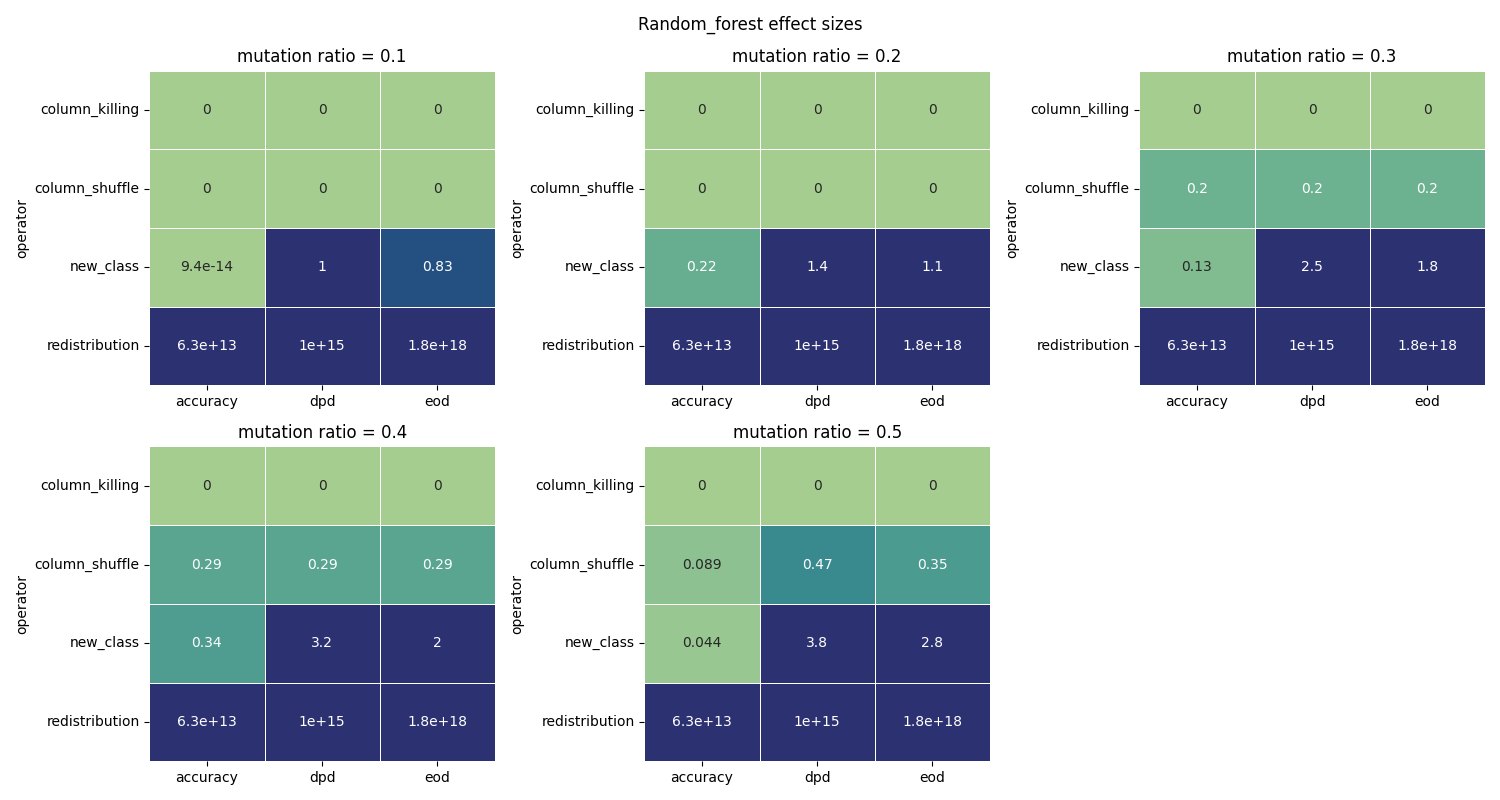 Random_forest effect sizes
mutation ratio = 0.1
column_killing 0 0 0
column_shuffle 0 0 0
new_class 9.4e-14 1 0.83
redistribution 6.3e+13 1e+15 1.8e+18
operator
accuracy dpd eod
mutation ratio = 0.2
column_killing 0 0 0
column_shuffle 0 0 0
new_class 0.22 1.4 1.1
redistribution 6.3e+13 1e+15 1.8e+18
operator
accuracy dpd eod
mutation ratio = 0.3
column_killing 0 0 0
column_shuffle 0.2 0.2 0.2
new_class 0.13 2.5 1.8
redistribution 6.3e+13 1e+15 1.8e+18
operator
accuracy dpd eod
mutation ratio = 0.4
column_killing 0 0 0
column_shuffle 0.29 0.29 0.29
new_class 0.34 3.2 2
redistribution 6.3e+13 1e+15 1.8e+18
operator
accuracy dpd eod
mutation ratio = 0.5
column_killing 0 0 0
column_shuffle 0.089 0.47 0.35
new_class 0.044 3.8 2.8
redistribution 6.3e+13 1e+15 1.8e+18
operator
accuracy dpd eod